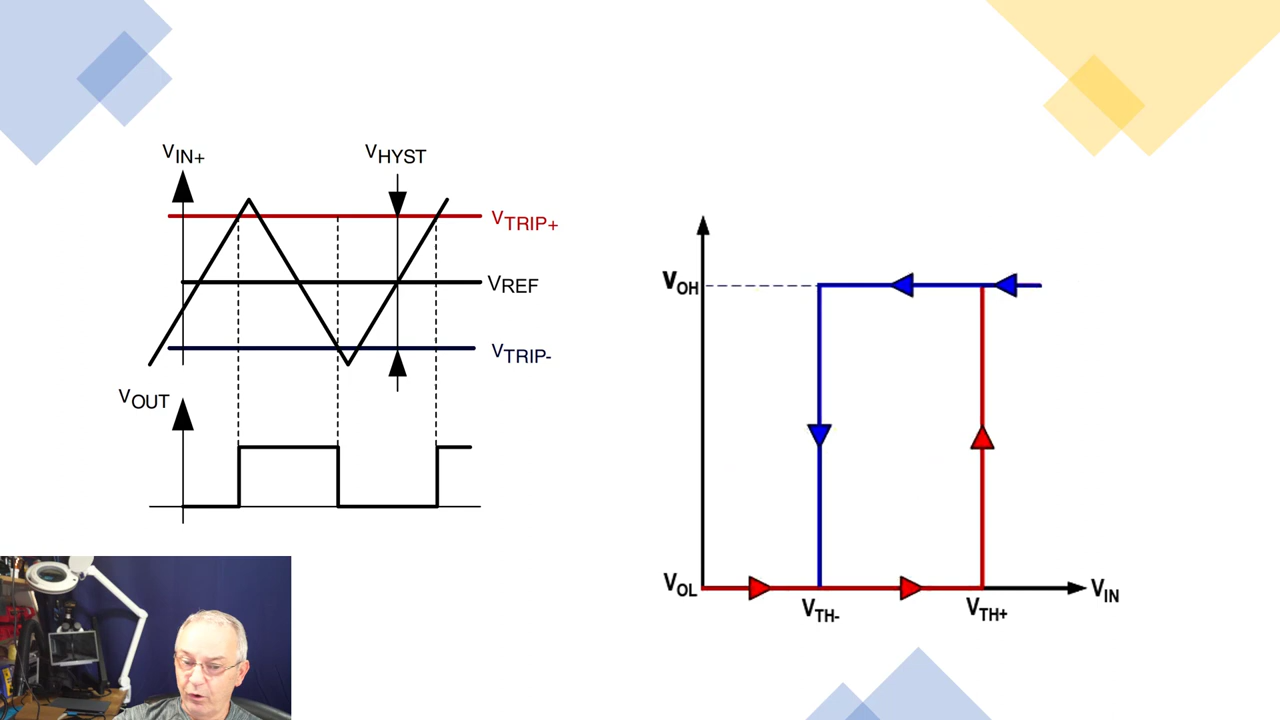 VIN+
VHYST
VTRIP+
VREF
VTRIP-
VOUT
VOH
VOL
VTH-
VTH+
VIN